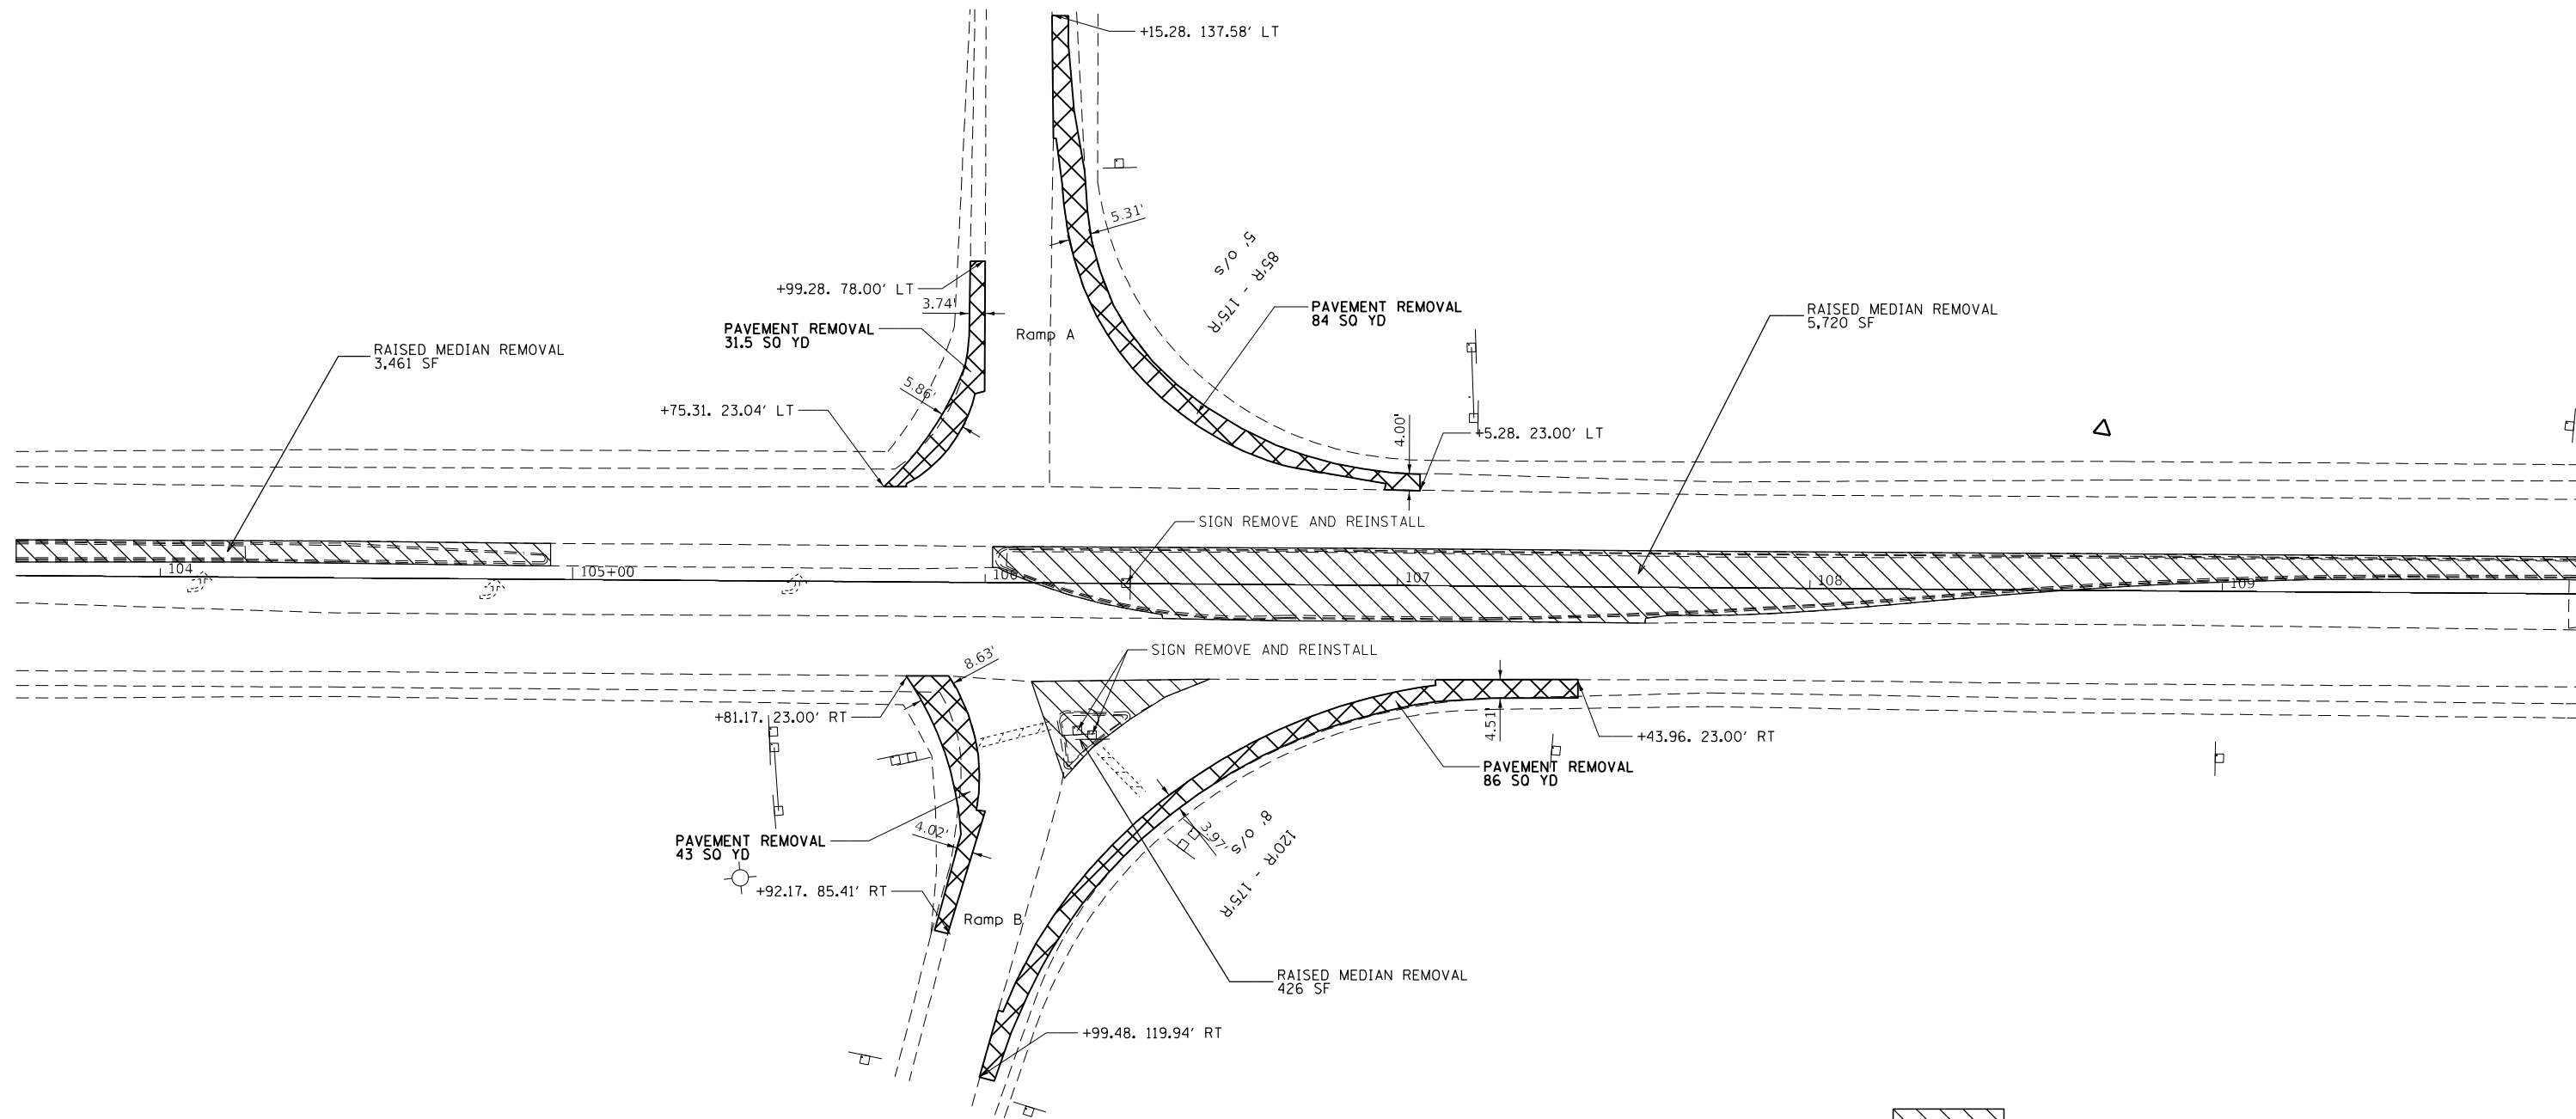 +15.28. 137.58' LT
5.31'
85'R - 175'R
5' O/S
+99.28. 78.00' LT
3.74'
PAVEMENT REMOVAL
31.5 SQ YD
Ramp A
PAVEMENT REMOVAL
84 SQ YD
RAISED MEDIAN REMOVAL
5,720 SF
RAISED MEDIAN REMOVAL
3,461 SF
5.86'
+75.31. 23.04' LT
4.00'
+5.28. 23.00' LT
SIGN REMOVE AND REINSTALL
104
105+00
106
107
108
109
SIGN REMOVE AND REINSTALL
8.63'
+81.17. 23.00' RT
4.51'
+43.96. 23.00' RT
PAVEMENT REMOVAL
86 SQ YD
3.97'
120'R - 175'R
8' O/S
PAVEMENT REMOVAL
43 SQ YD
4.02'
+92.17. 85.41' RT
Ramp B
RAISED MEDIAN REMOVAL
426 SF
+99.48. 119.94' RT